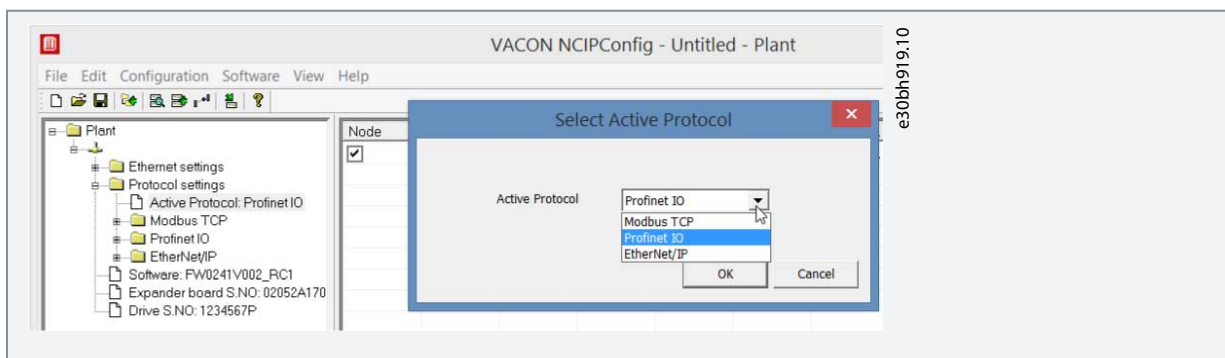 VACON NCIPConfig - Untitled - Plant
File Edit Configuration Software View Help
Plant
Ethernet settings
Protocol settings
Active Protocol: Profinet IO
Modbus TCP
Profinet IO
EtherNet/IP
Software: FW0241V002_RC1
Expander board S.NO: 02052A170
Drive S.NO: 1234567P
Node
Select Active Protocol
Active Protocol
Profinet IO
Modbus TCP
Profinet IO
EtherNet/IP
OK Cancel
e30bh919.10